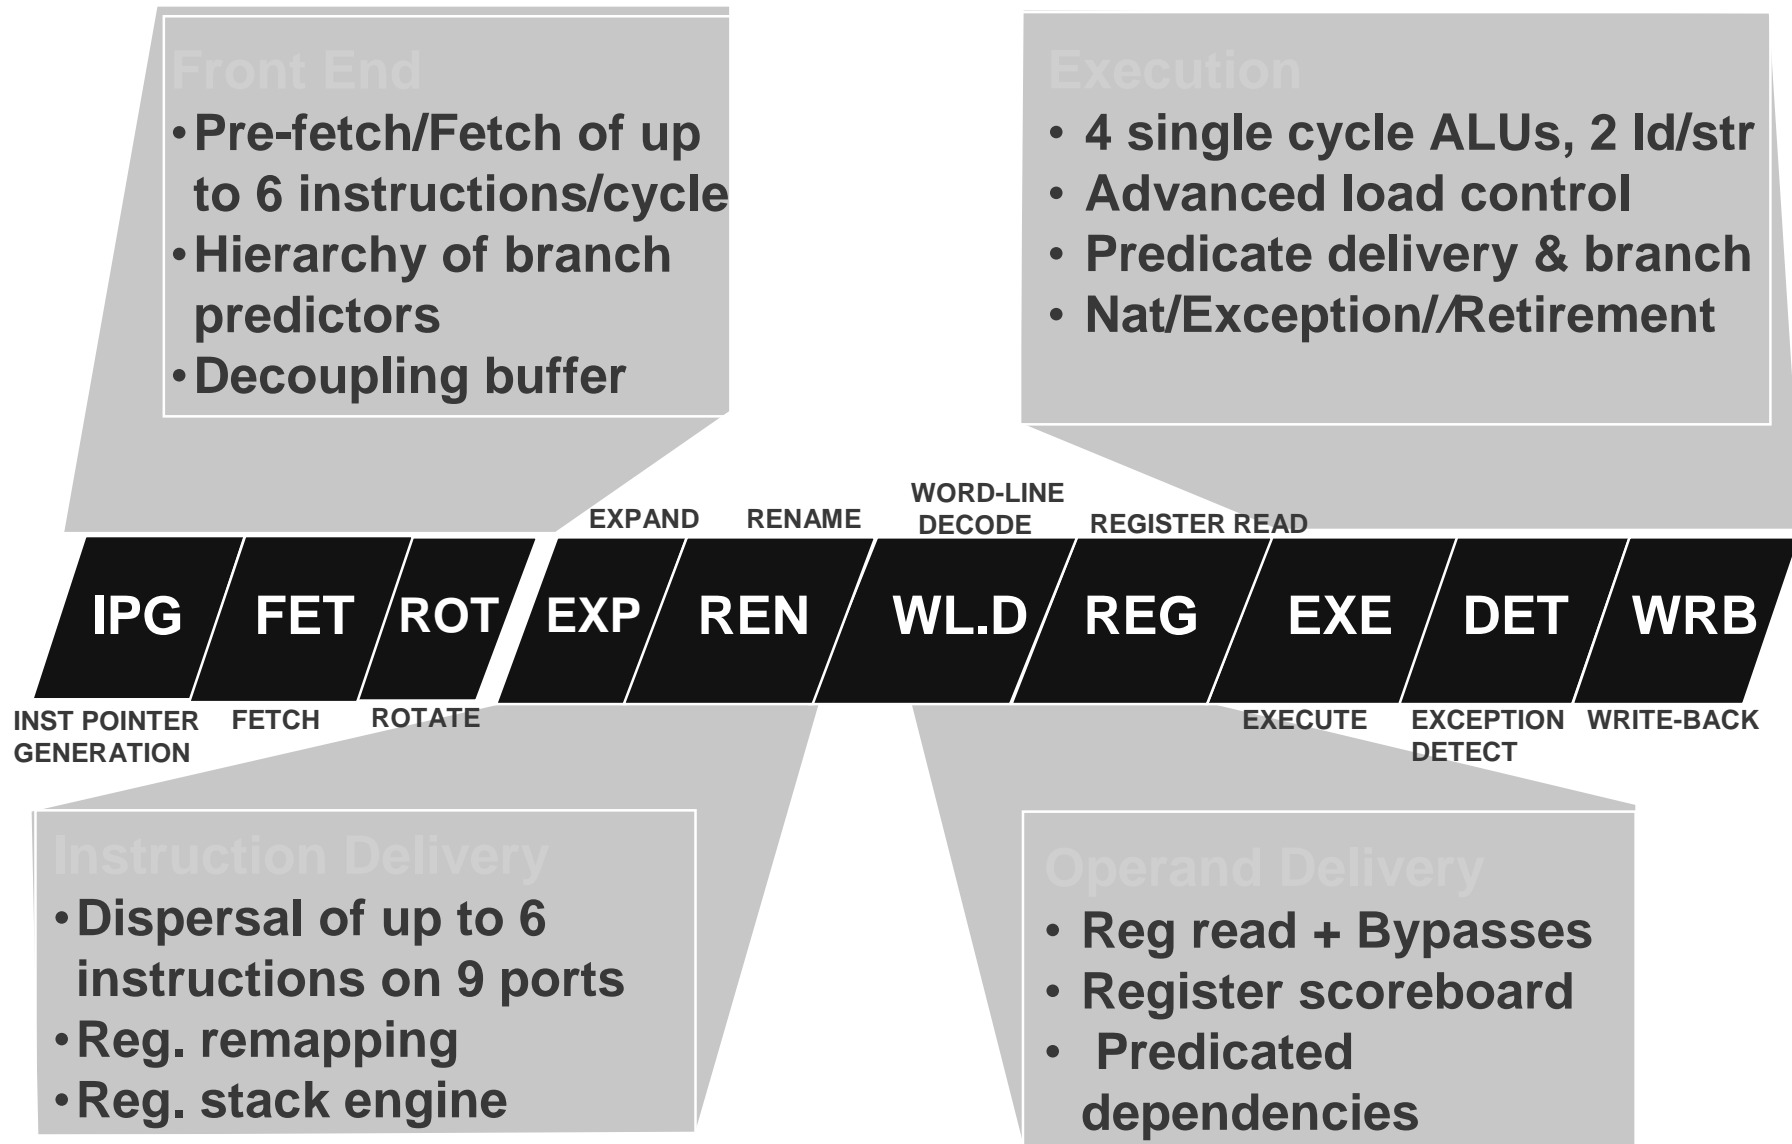 Front End
•Pre-fetch/Fetch of up
to 6 instructions/cycle
•Hierarchy of branch
predictors
•Decoupling buffer
Execution
• 4 single cycle ALUs, 2 ld/str
• Advanced load control
• Predicate delivery & branch
• Nat/Exception//Retirement
EXPAND
RENAME
WORD-LINE
DECODE
REGISTER READ
IPG
FET
ROT
EXP
REN
WL.D
REG
EXE
DET
WRB
INST POINTER
GENERATION
FETCH
ROTATE
EXECUTE
EXCEPTION
DETECT
WRITE-BACK
Instruction Delivery
•Dispersal of up to 6
instructions on 9 ports
•Reg. remapping
•Reg. stack engine
Operand Delivery
• Reg read + Bypasses
• Register scoreboard
• Predicated
dependencies